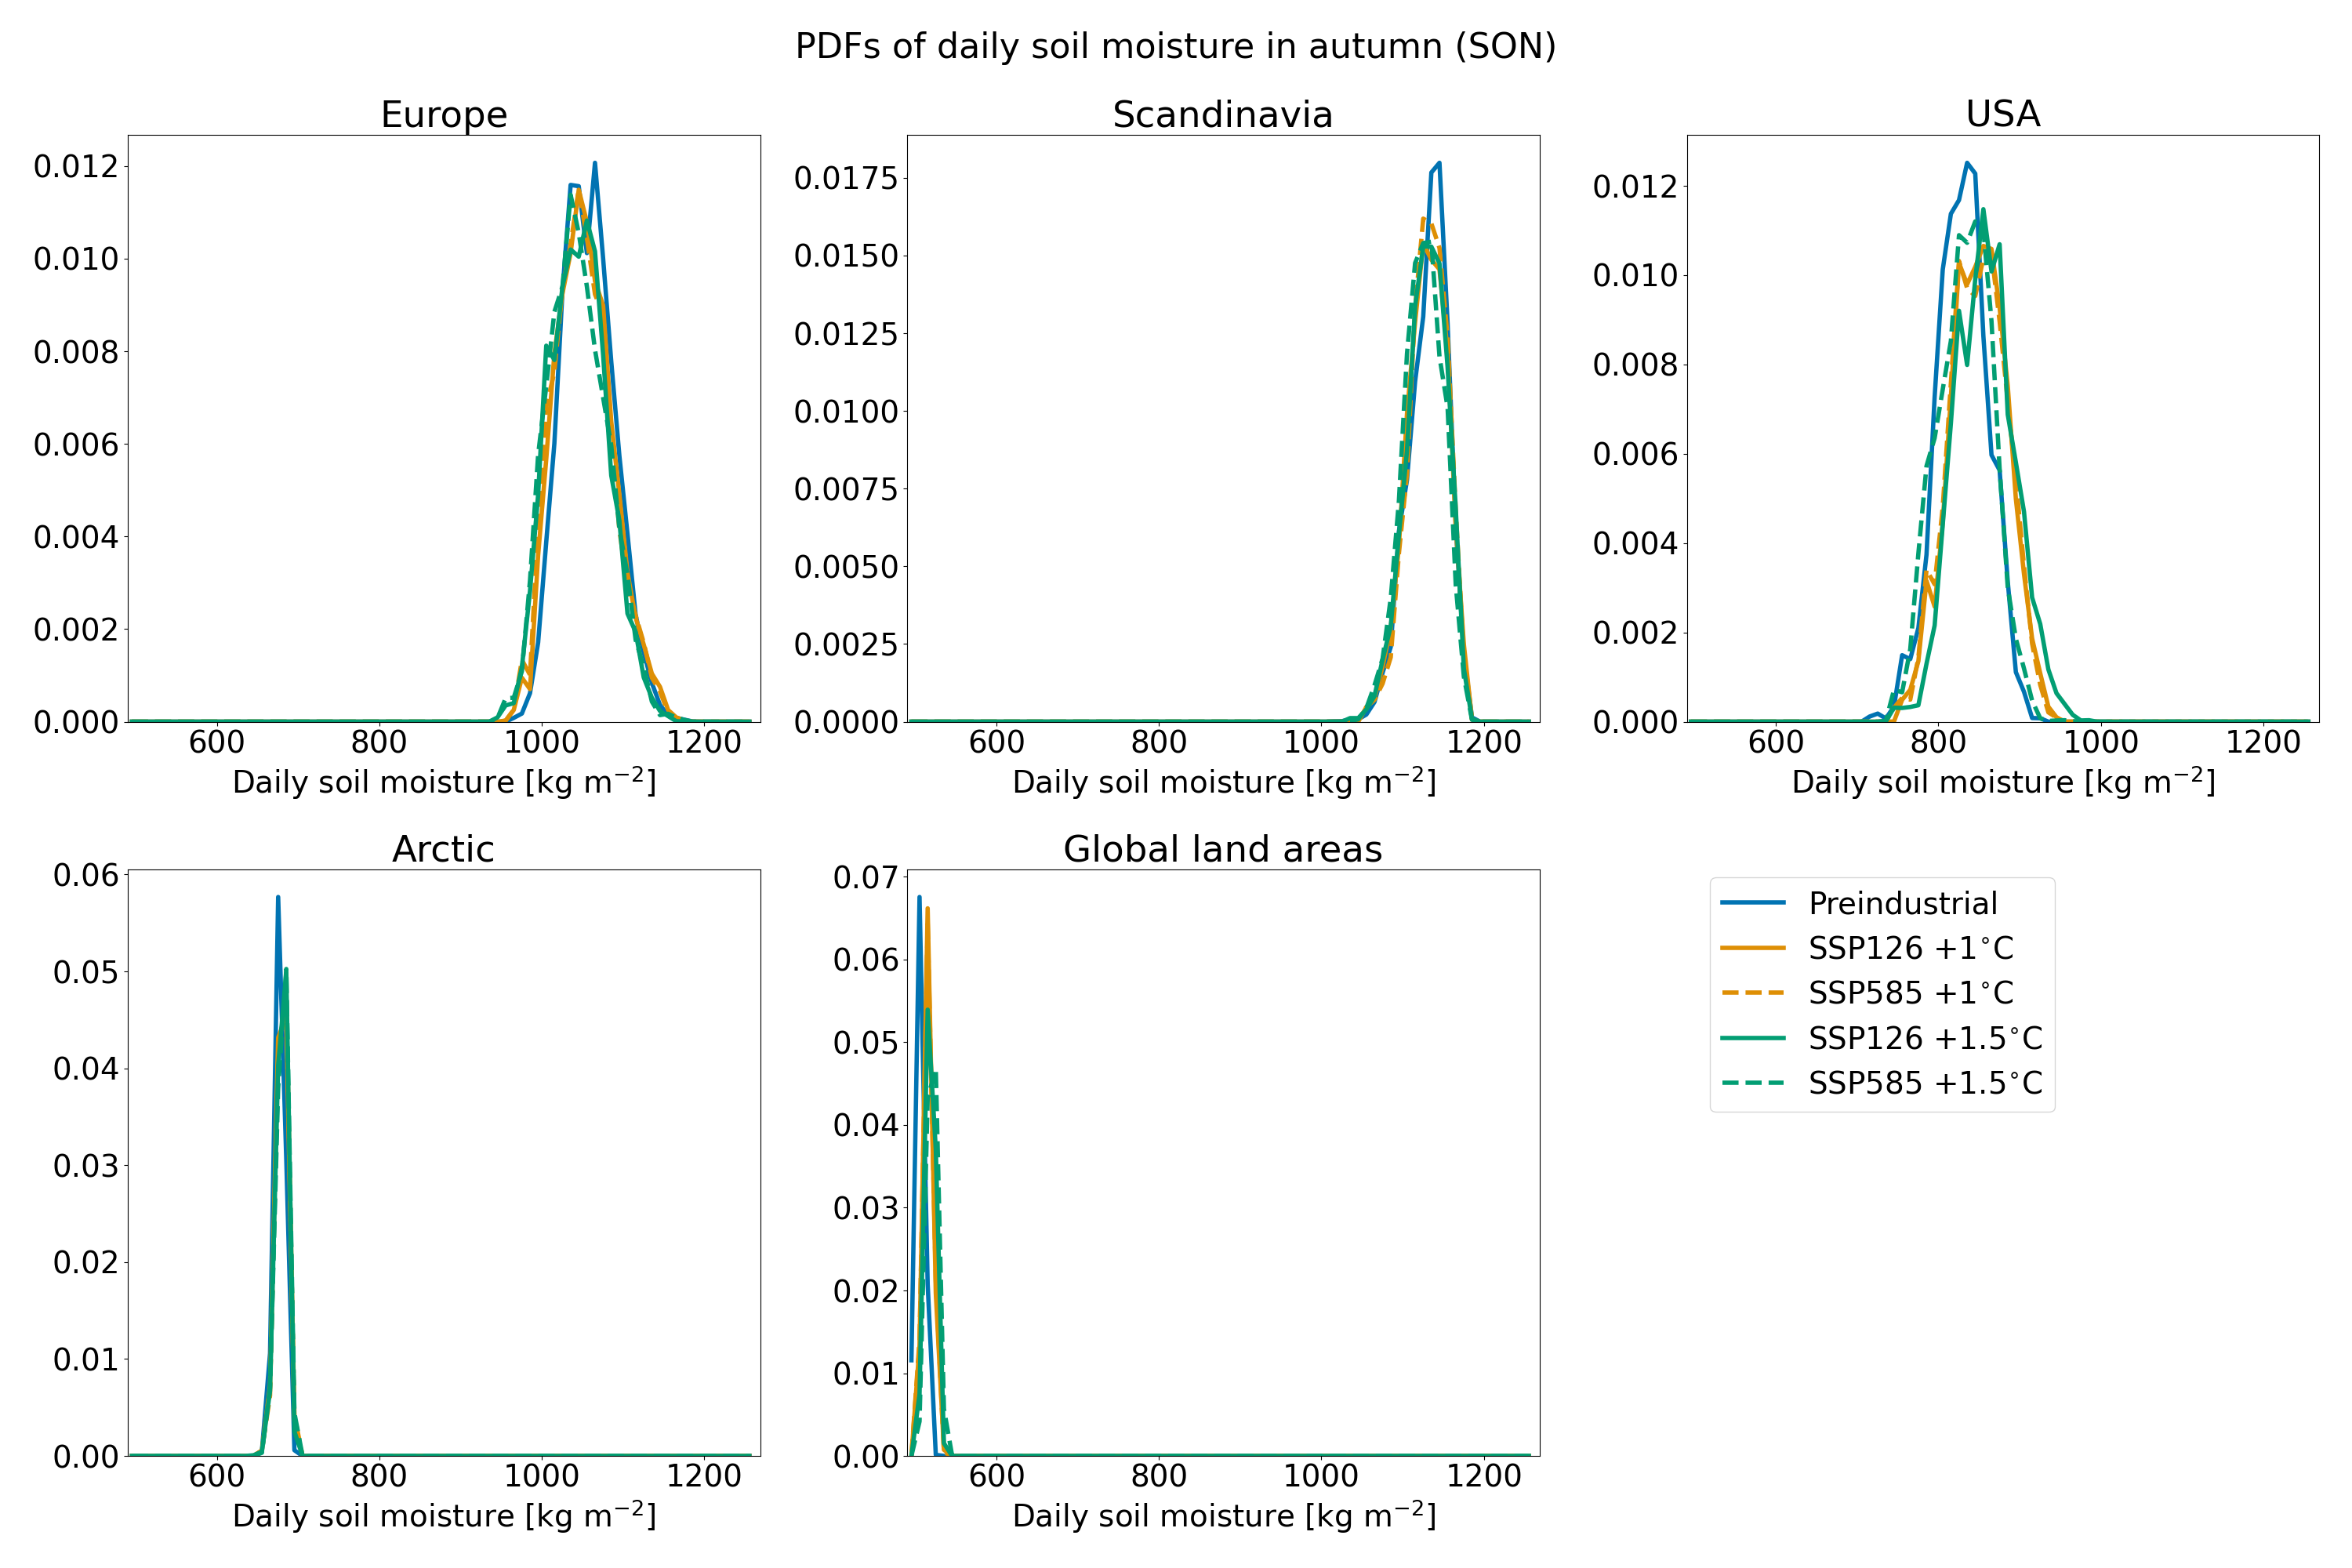 PDFs of daily soil moisture in autumn (SON)
Europe
0.012
0.010
0.008
0.006
0.004
0.002
0.000
600 800 1000 1200
Daily soil moisture [kg m⁻²]
Scandinavia
0.0175
0.0150
0.0125
0.0100
0.0075
0.0050
0.0025
0.0000
600 800 1000 1200
Daily soil moisture [kg m⁻²]
USA
0.012
0.010
0.008
0.006
0.004
0.002
0.000
600 800 1000 1200
Daily soil moisture [kg m⁻²]
Arctic
0.06
0.05
0.04
0.03
0.02
0.01
0.00
600 800 1000 1200
Daily soil moisture [kg m⁻²]
Global land areas
0.07
0.06
0.05
0.04
0.03
0.02
0.01
0.00
600 800 1000 1200
Daily soil moisture [kg m⁻²]
Preindustrial
SSP126 +1°C
SSP585 +1°C
SSP126 +1.5°C
SSP585 +1.5°C